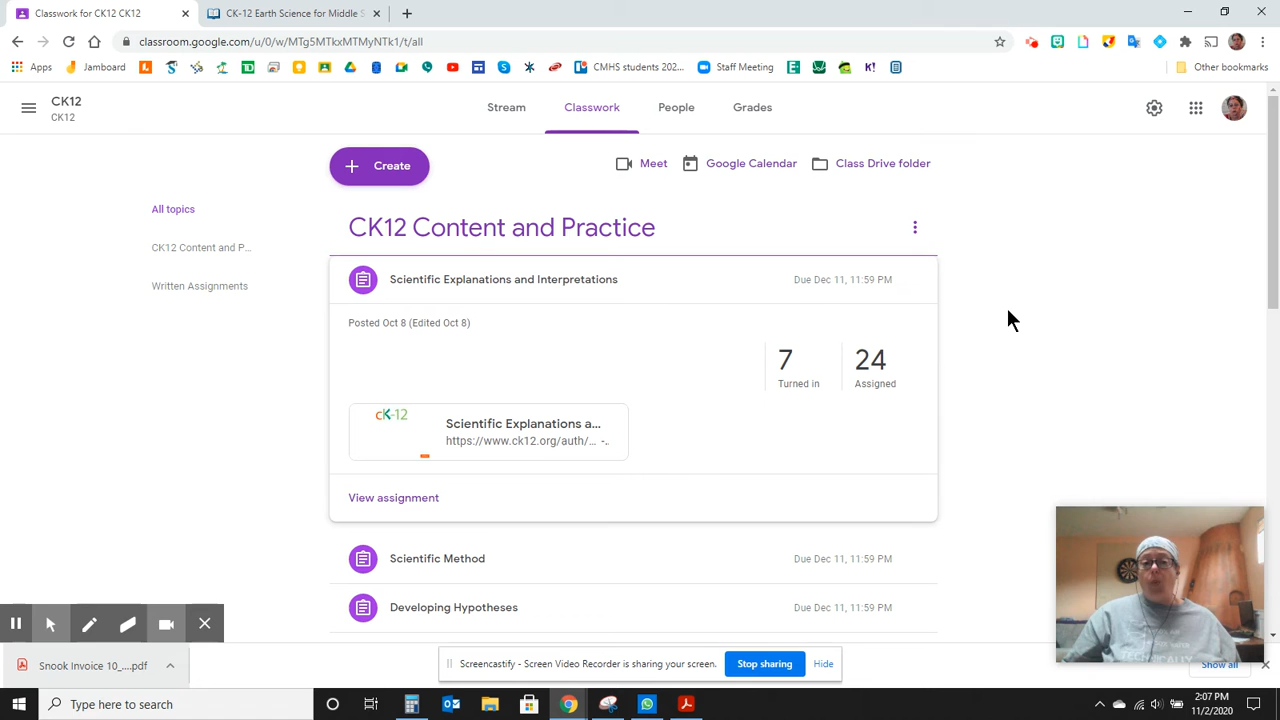 Classwork for CK12 CK12
CK-12 Earth Science for Middle S
classroom.google.com/u/0/w/MTg5MTkxMTMyNTk1/t/all
Apps
Jamboard
CMHS students 202...
Staff Meeting
Other bookmarks
CK12
CK12
Stream
Classwork
People
Grades
Create
Meet
Google Calendar
Class Drive folder
All topics
CK12 Content and P...
Written Assignments
CK12 Content and Practice
Scientific Explanations and Interpretations
Due Dec 11, 11:59 PM
Posted Oct 8 (Edited Oct 8)
7
Turned in
24
Assigned
cK-12
Scientific Explanations a...
https://www.ck12.org/auth/...
View assignment
Scientific Method
Due Dec 11, 11:59 PM
Developing Hypotheses
Due Dec 11, 11:59 PM
TECHNICALLY
Snook Invoice 10_....pdf
Screencastify - Screen Video Recorder is sharing your screen.
Stop sharing
Hide
Show all
Type here to search
2:07 PM
11/2/2020